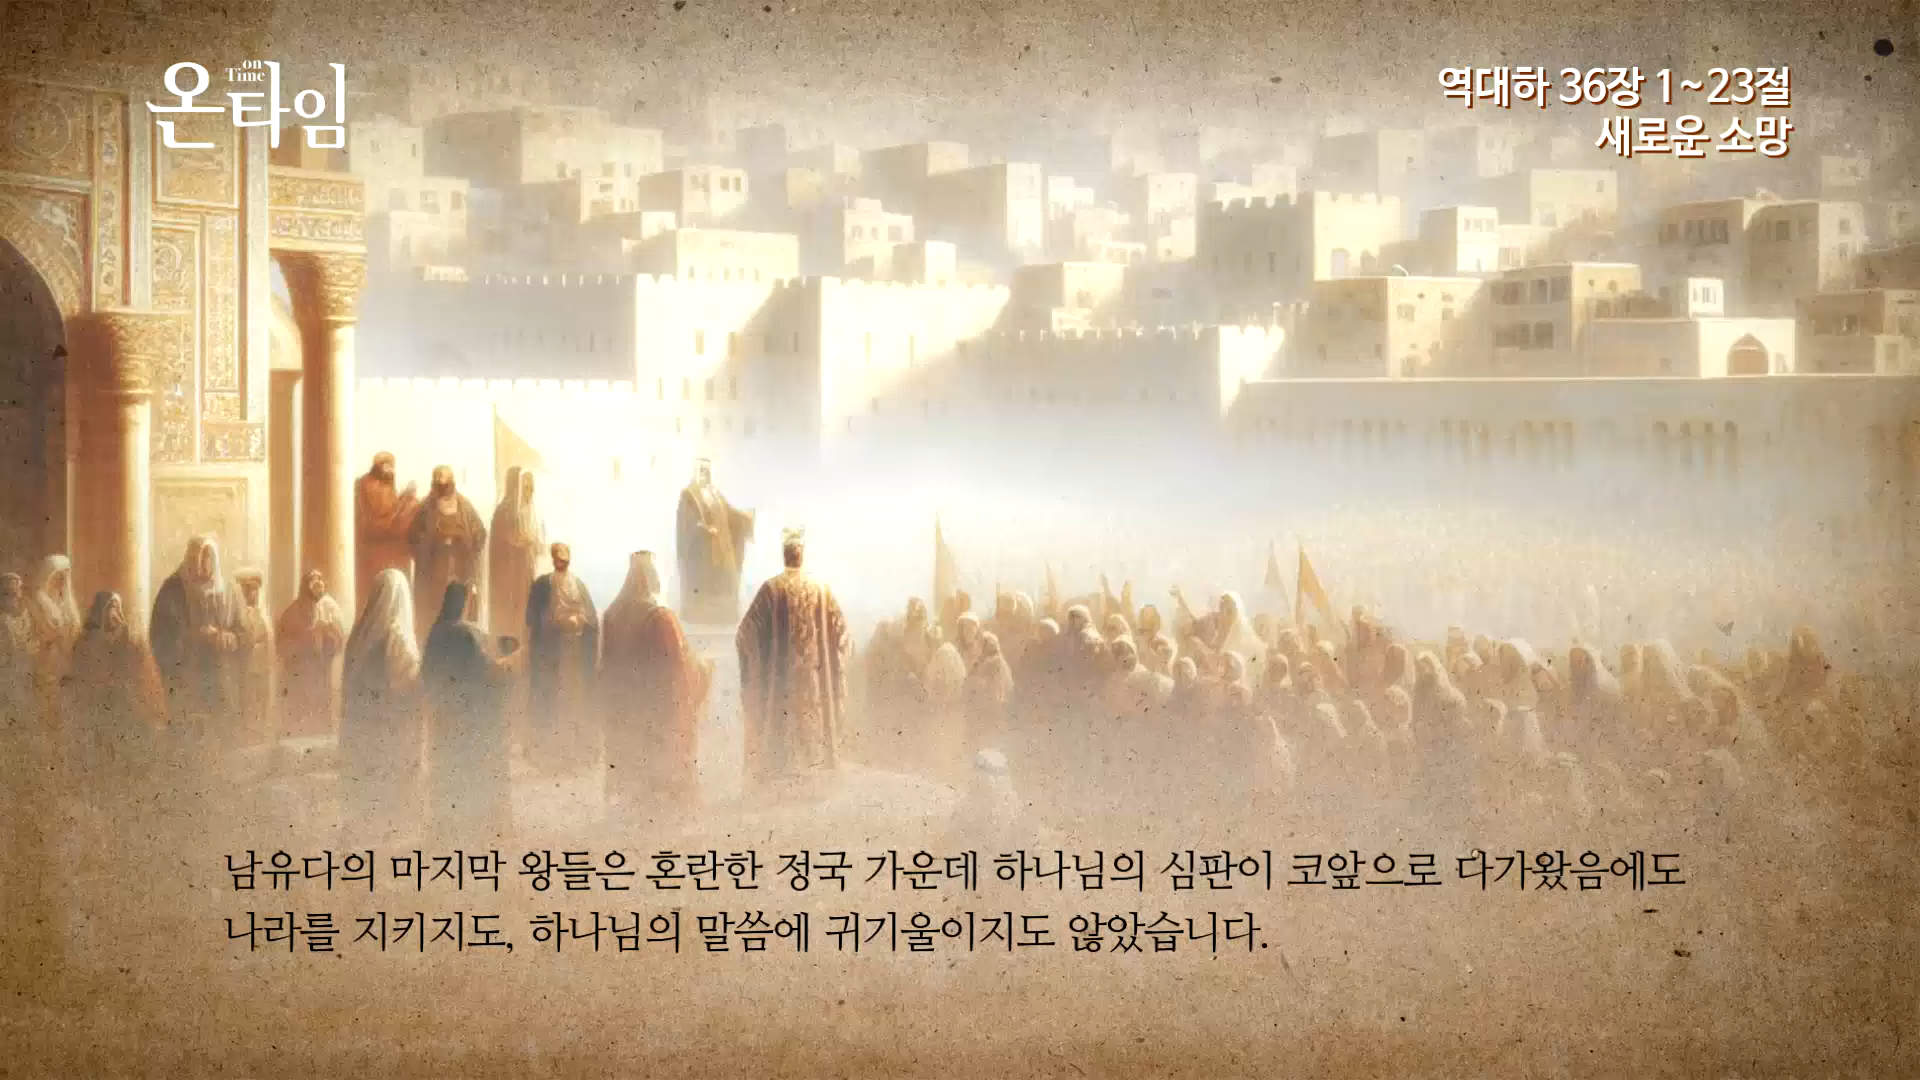 온타임
on
Time
역대하 36장 1~23절
새로운 소망
남유다의 마지막 왕들은 혼란한 정국 가운데 하나님의 심판이 코앞으로 다가왔음에도
나라를 지키지도, 하나님의 말씀에 귀기울이지도 않았습니다.